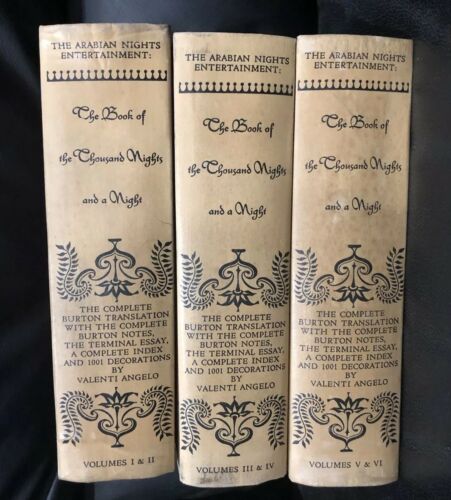 THE ARABIAN NIGHTS
ENTERTAINMENT:
The Book of
the Thousand Nights
and a Night
THE COMPLETE
BURTON TRANSLATION
WITH THE COMPLETE
BURTON NOTES,
THE TERMINAL ESSAY,
A COMPLETE INDEX
AND 1001 DECORATIONS
BY
VALENTI ANGELO
VOLUMES I & II
THE ARABIAN NIGHTS
ENTERTAINMENT:
The Book of
the Thousand Nights
and a Night
THE COMPLETE
BURTON TRANSLATION
WITH THE COMPLETE
BURTON NOTES,
THE TERMINAL ESSAY,
A COMPLETE INDEX
AND 1001 DECORATIONS
BY
VALENTI ANGELO
VOLUMES III & IV
THE ARABIAN NIGHTS
ENTERTAINMENT:
The Book of
the Thousand Nights
and a Night
THE COMPLETE
BURTON TRANSLATION
WITH THE COMPLETE
BURTON NOTES,
THE TERMINAL ESSAY,
A COMPLETE INDEX
AND 1001 DECORATIONS
BY
VALENTI ANGELO
VOLUMES V & VI